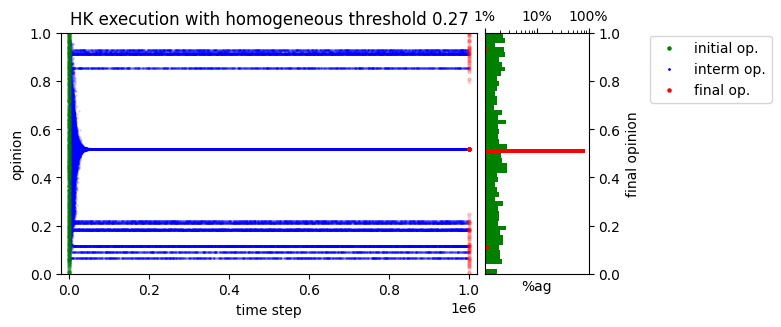 HK execution with homogeneous threshold 0.27
1% 10% 100%
1.0
0.8
0.6
0.4
0.2
0.0
opinion
0.0 0.2 0.4 0.6 0.8 1.0
1e6
time step
%ag
1.0
0.8
0.6
0.4
0.2
0.0
final opinion
initial op.
interm op.
final op.